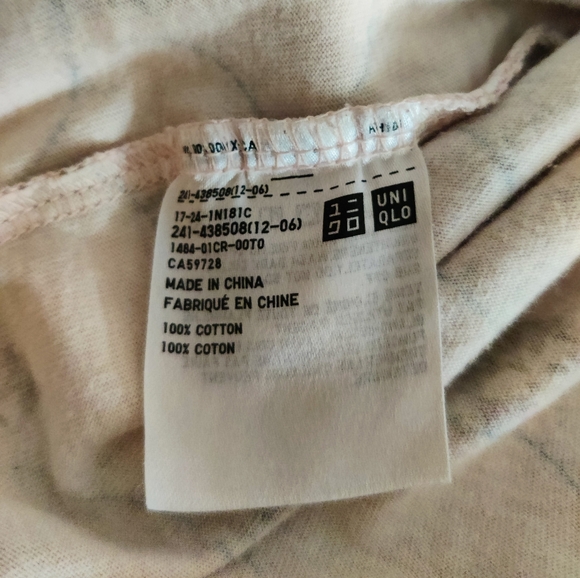 241-438508(12-06)
17-24-1N181C
241-438508(12-06)
1484-01CR-00T0
CA59728
MADE IN CHINA
FABRIQUÉ EN CHINE
100% COTTON
100% COTON
ユニ
クロ
UNI
QLO